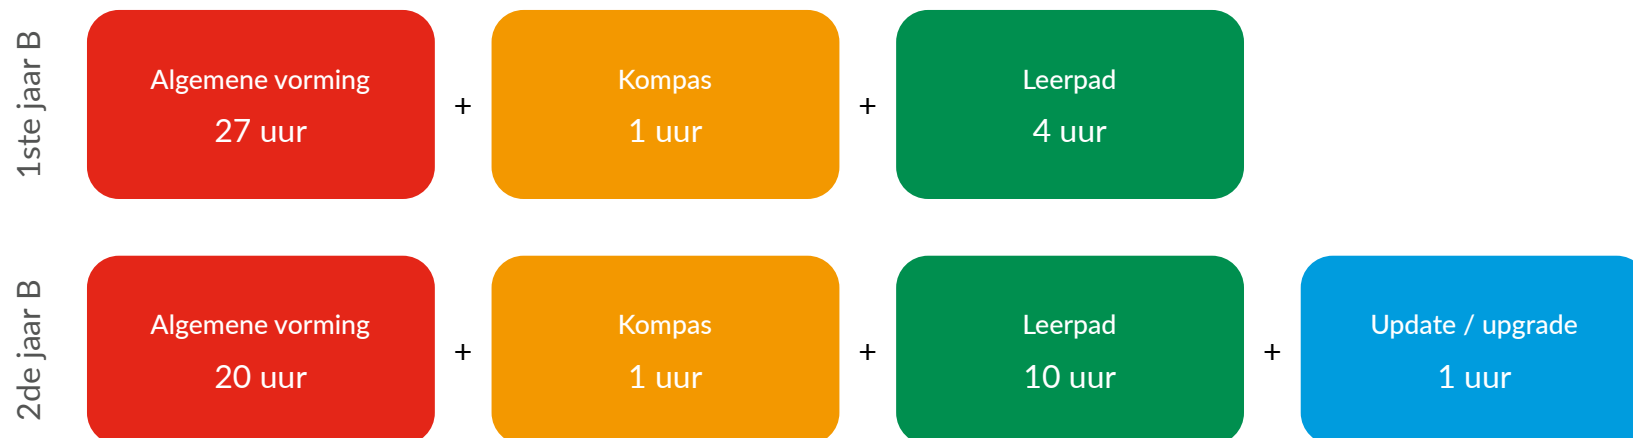 1ste jaar B
Algemene vorming
27 uur
+
Kompas
1 uur
+
Leerpad
4 uur
2de jaar B
Algemene vorming
20 uur
+
Kompas
1 uur
+
Leerpad
10 uur
+
Update / upgrade
1 uur